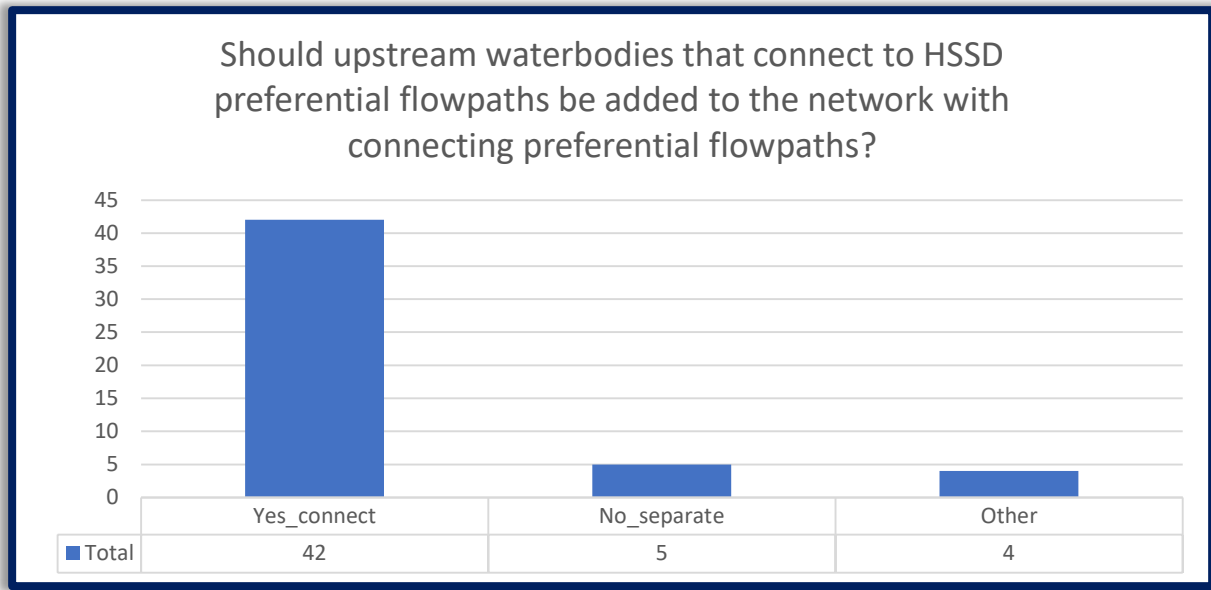 Should upstream waterbodies that connect to HSSD
preferential flowpaths be added to the network with
connecting preferential flowpaths?
45
40
35
30
25
20
15
10
5
0
Yes_connect No_separate Other
Total 42 5 4